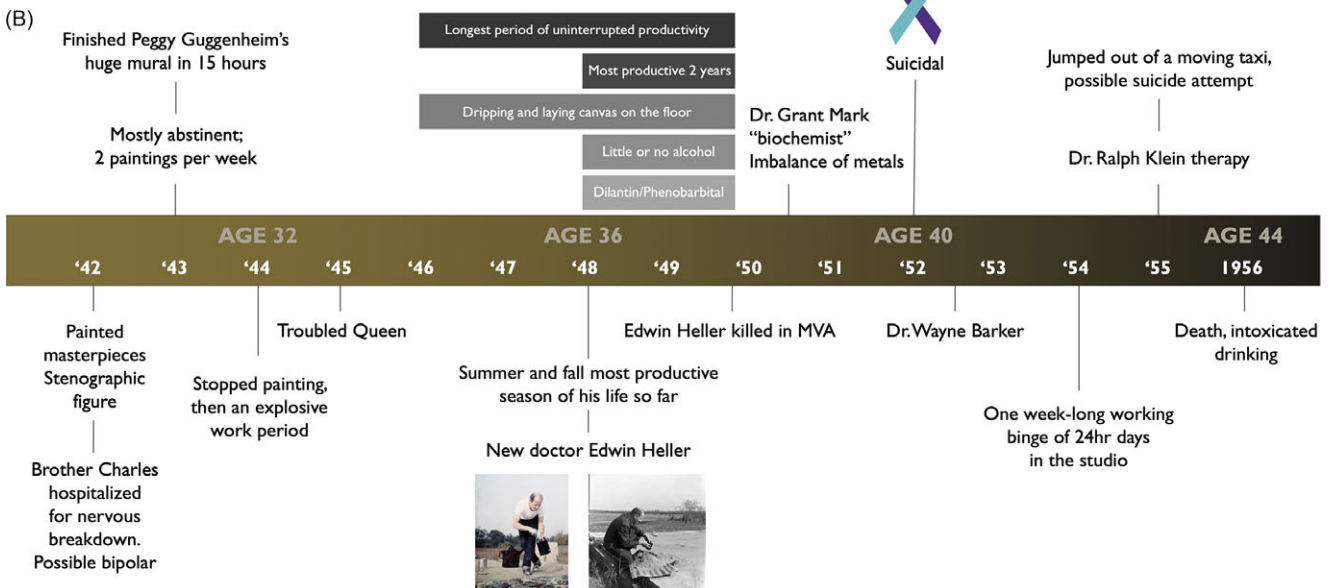 (B)
Finished Peggy Guggenheim's
huge mural in 15 hours
Mostly abstinent;
2 paintings per week
Longest period of uninterrupted productivity
Most productive 2 years
Dripping and laying canvas on the floor
Little or no alcohol
Dilantin/Phenobarbital
Dr. Grant Mark
“biochemist”
Imbalance of metals
Suicidal
Jumped out of a moving taxi,
possible suicide attempt
Dr. Ralph Klein therapy
AGE 32 AGE 36 AGE 40 AGE 44
‘42 ‘43 ‘44 ‘45 ‘46 ‘47 ‘48 ‘49 ‘50 ‘51 ‘52 ‘53 ‘54 ‘55 1956
Painted
masterpieces
Stenographic
figure
Brother Charles
hospitalized
for nervous
breakdown.
Possible bipolar
Stopped painting,
then an explosive
work period
Troubled Queen
Summer and fall most productive
season of his life so far
New doctor Edwin Heller
Edwin Heller killed in MVA
Dr. Wayne Barker
One week-long working
binge of 24hr days
in the studio
Death, intoxicated
drinking